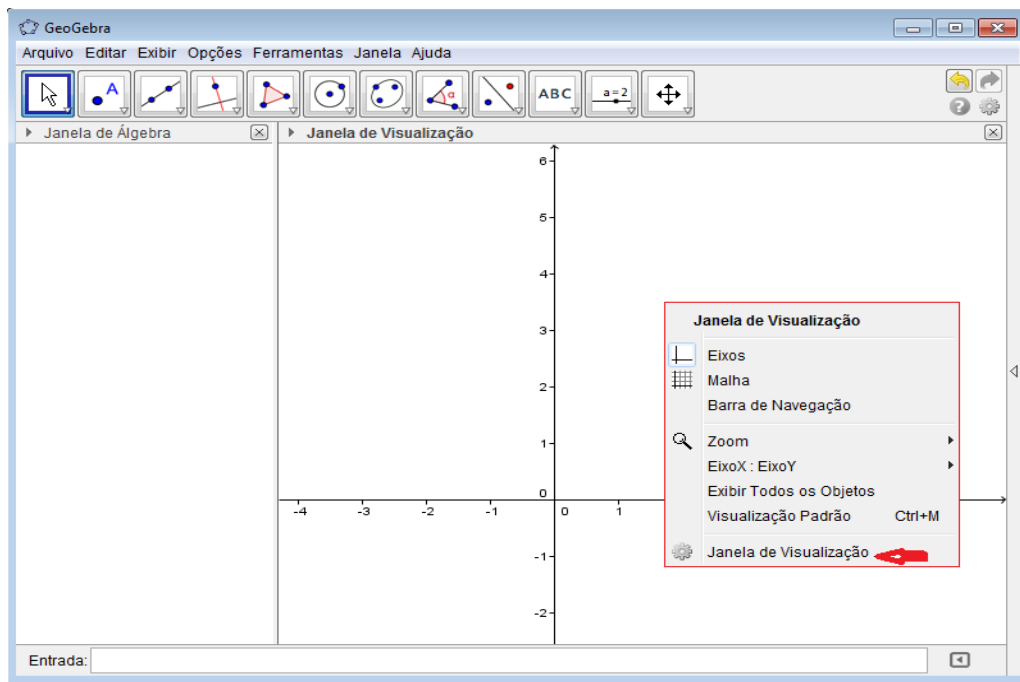 GeoGebra
Arquivo Editar Exibir Opções Ferramentas Janela Ajuda
A
α
ABC
a=2
Janela de Álgebra
Janela de Visualização
6
5
4
3
2
1
0
-4 -3 -2 -1 0 1
-1
-2
Janela de Visualização
Eixos
Malha
Barra de Navegação
Zoom
EixoX : EixoY
Exibir Todos os Objetos
Visualização Padrão Ctrl+M
Janela de Visualização
Entrada: